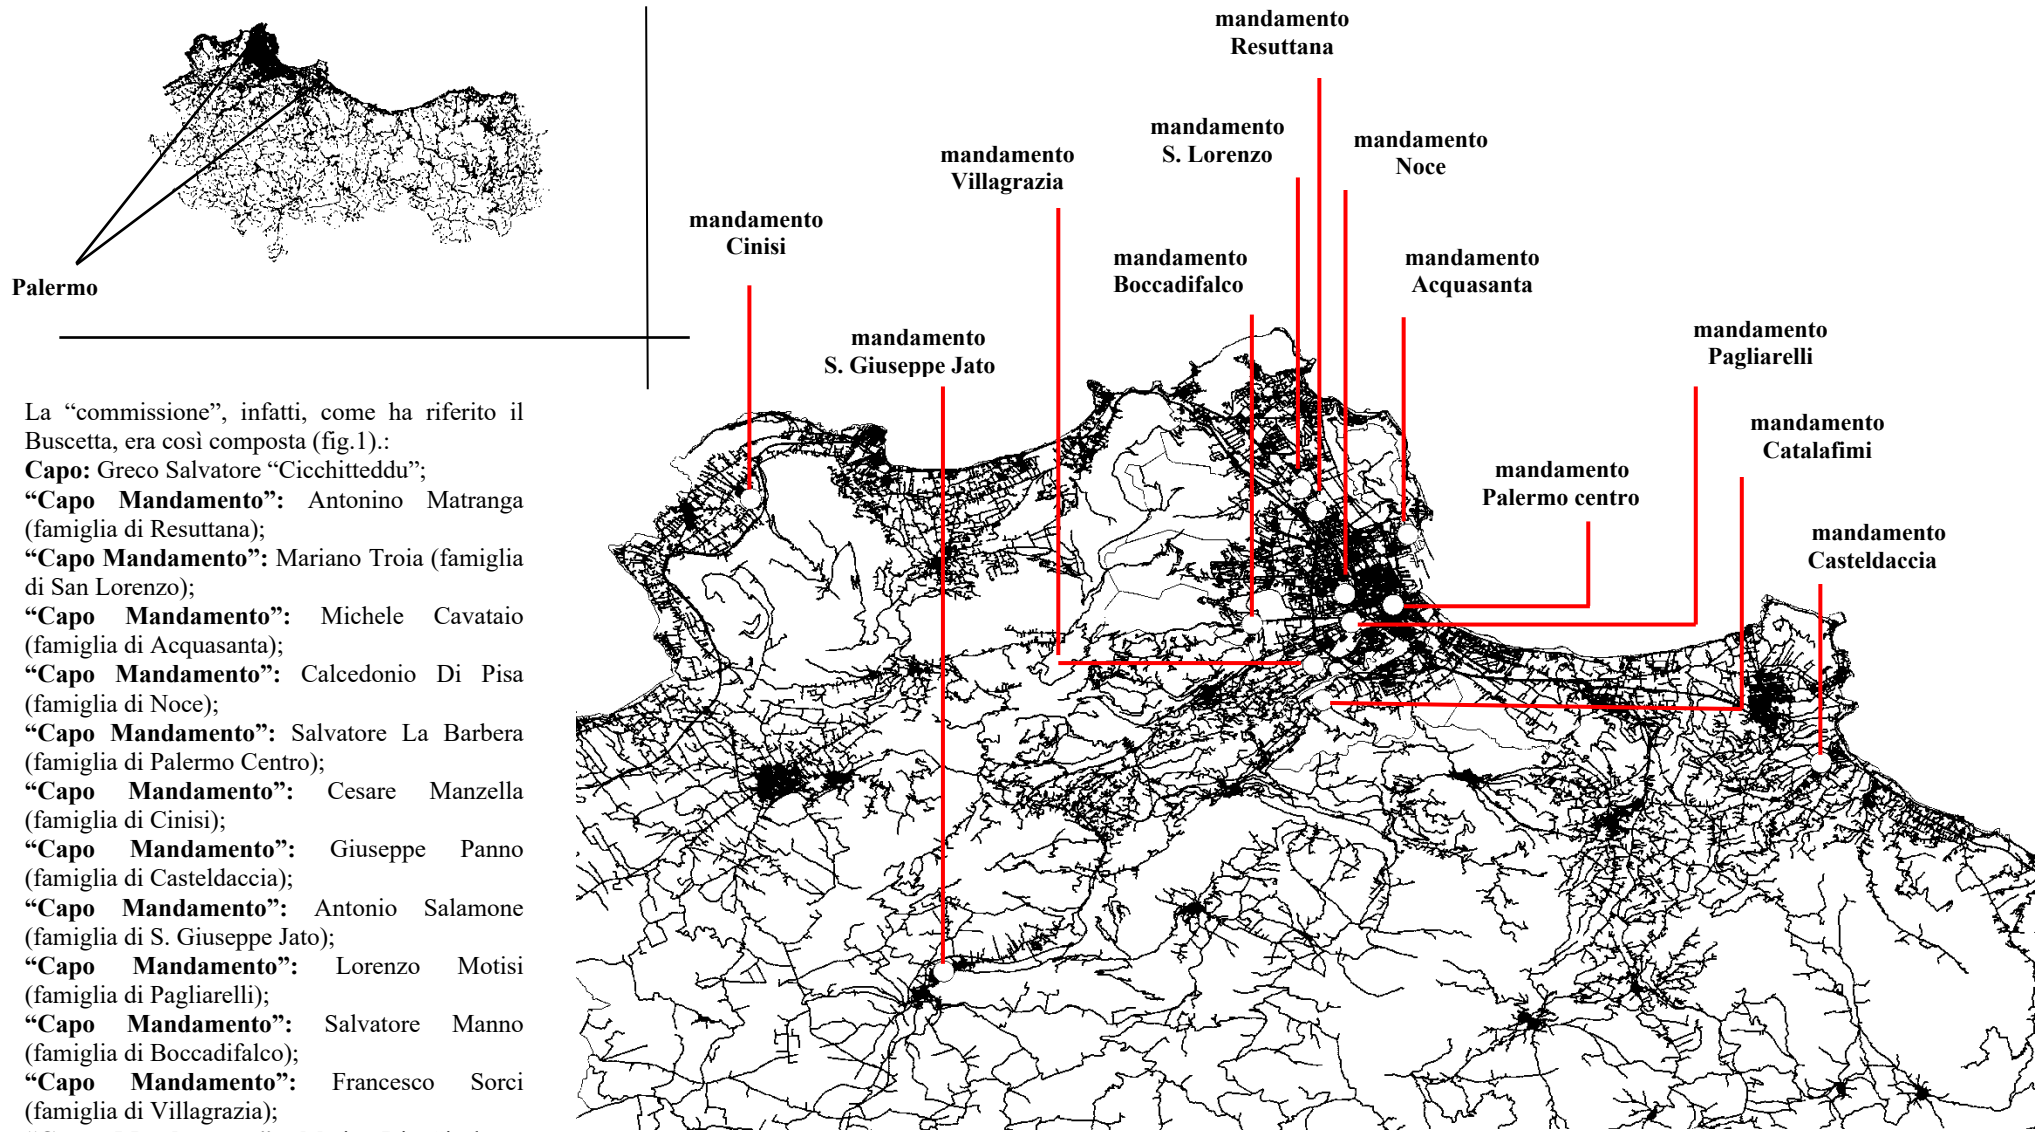 Palermo
La “commissione”, infatti, come ha riferito il
Buscetta, era così composta (fig.1).:
Capo: Greco Salvatore “Cicchitteddu”;
“Capo Mandamento”: Antonino Matranga
(famiglia di Resuttana);
“Capo Mandamento”: Mariano Troia (famiglia
di San Lorenzo);
“Capo Mandamento”: Michele Cavataio
(famiglia di Acquasanta);
“Capo Mandamento”: Calcedonio Di Pisa
(famiglia di Noce);
“Capo Mandamento”: Salvatore La Barbera
(famiglia di Palermo Centro);
“Capo Mandamento”: Cesare Manzella
(famiglia di Cinisi);
“Capo Mandamento”: Giuseppe Panno
(famiglia di Casteldaccia);
“Capo Mandamento”: Antonio Salamone
(famiglia di S. Giuseppe Jato);
“Capo Mandamento”: Lorenzo Motisi
(famiglia di Pagliarelli);
“Capo Mandamento”: Salvatore Manno
(famiglia di Boccadifalco);
“Capo Mandamento”: Francesco Sorci
(famiglia di Villagrazia);
mandamento
Cinisi
mandamento
S. Giuseppe Jato
mandamento
Villagrazia
mandamento
Boccadifalco
mandamento
S. Lorenzo
mandamento
Resuttana
mandamento
Noce
mandamento
Acquasanta
mandamento
Palermo centro
mandamento
Pagliarelli
mandamento
Catalafimi
mandamento
Casteldaccia